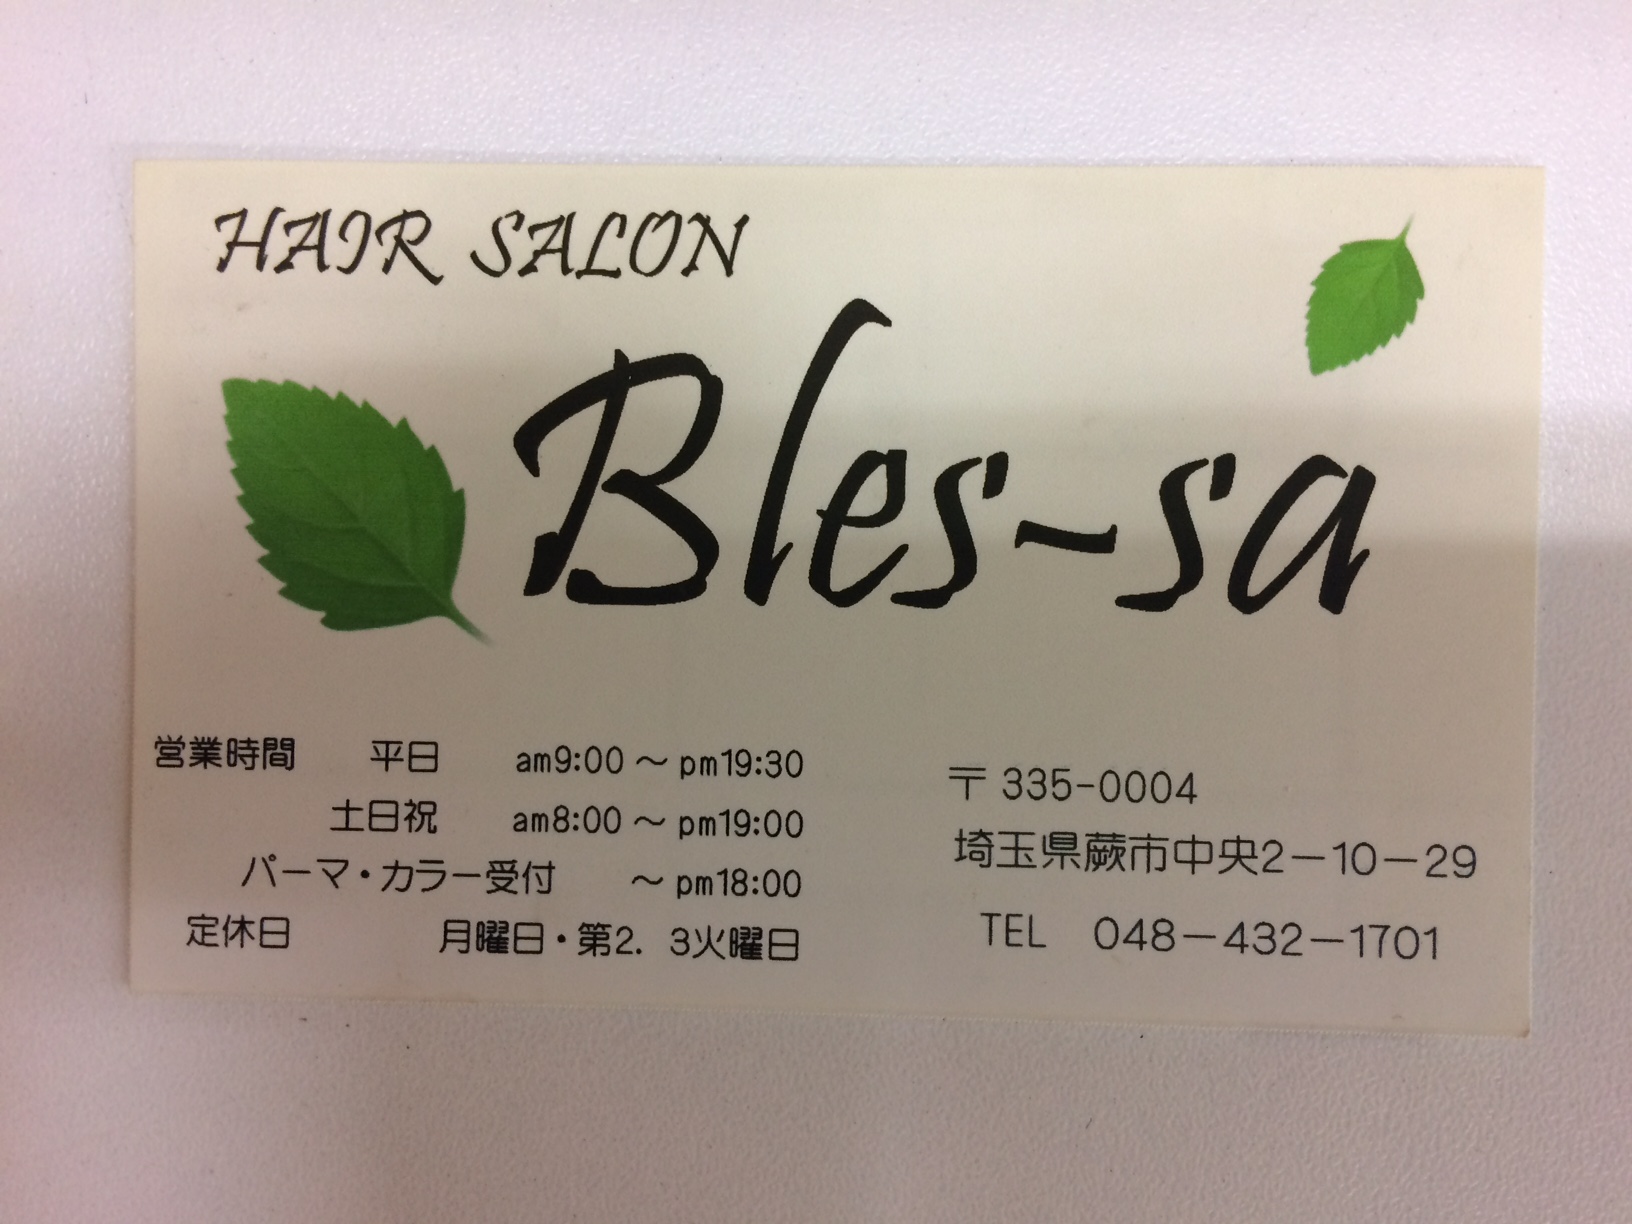 HAIR SALON
Bles~sa
営業時間 平日 am9:00 ～ pm19:30
土日祝 am8:00 ～ pm19:00
パーマ・カラー受付 ～ pm18:00
定休日 月曜日・第2. 3火曜日
〒 335-0004
埼玉県蕨市中央2－10－29
TEL 048－432－1701